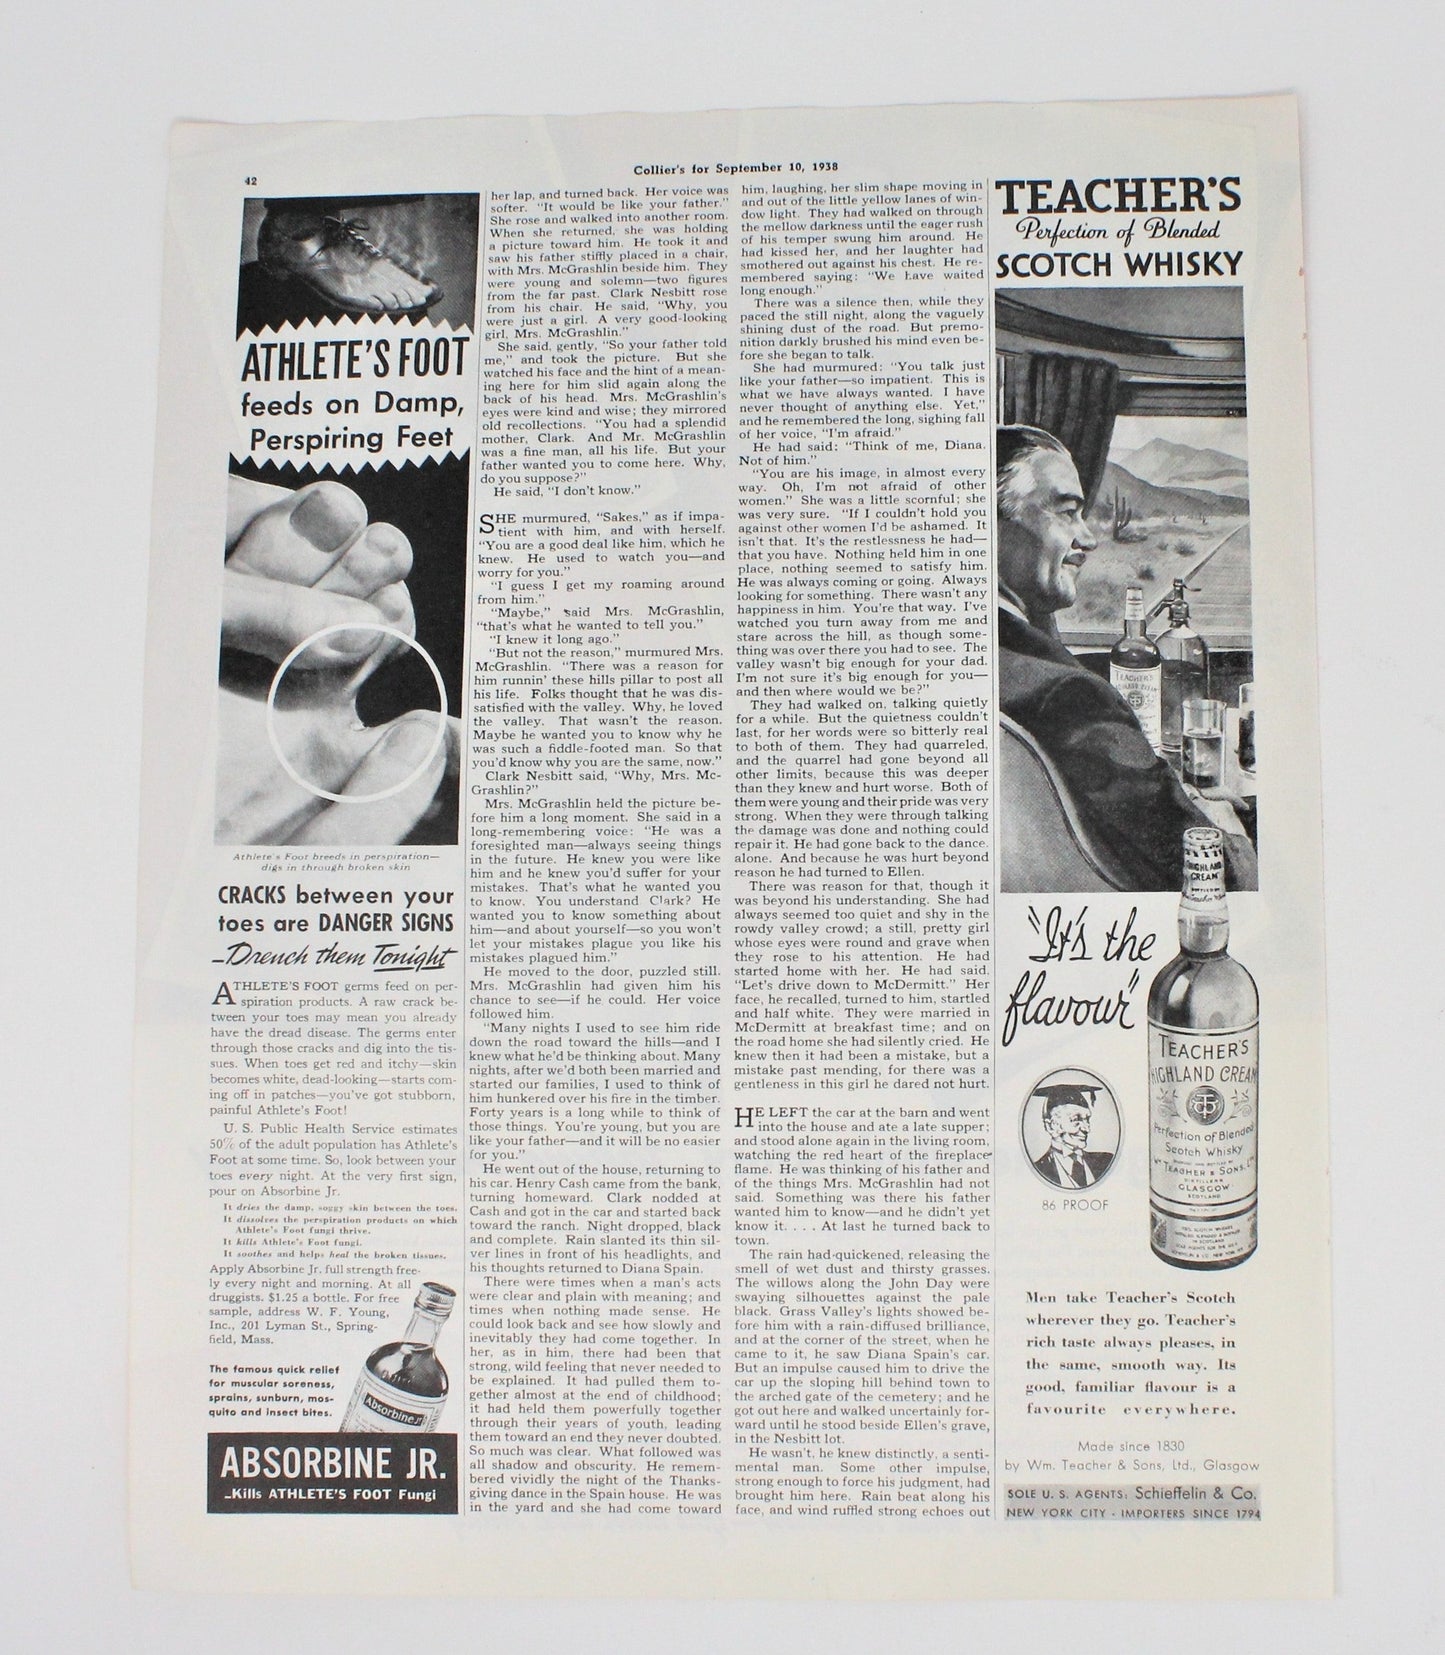 42
Collier's for September 10, 1938
ATHLETE'S FOOT
feeds on Damp,
Perspiring Feet
Athlete's Foot breeds in perspiration—
digs in through broken skin
CRACKS between your
toes are DANGER SIGNS
—Drench them Tonight
ATHLETE'S FOOT germs feed on per-
spiration products. A raw crack be-
tween your toes may mean you already
have the dread disease. The germs enter
through those cracks and dig into the tis-
sues. When toes get red and itchy—skin
becomes white, dead-looking—starts com-
ing off in patches—you've got stubborn,
painful Athlete's Foot!
U. S. Public Health Service estimates
50% of the adult population has Athlete's
Foot at some time. So, look between your
toes every night. At the very first sign,
pour on Absorbine Jr.
It dries the damp, soggy skin between the toes.
It dissolves the perspiration products on which
Athlete's Foot fungi thrive.
It kills Athlete's Foot fungi.
It soothes and helps heal the broken tissues.
Apply Absorbine Jr. full strength free-
ly every night and morning. At all
druggists. $1.25 a bottle. For free
sample, address W. F. Young,
Inc., 201 Lyman St., Spring-
field, Mass.
The famous quick relief
for muscular soreness,
sprains, sunburn, mos-
quito and insect bites.
Absorbine Jr
ABSORBINE JR.
—Kills ATHLETE'S FOOT Fungi
her lap, and turned back. Her voice was
softer. "It would be like your father."
She rose and walked into another room.
When she returned, she was holding
a picture toward him. He took it and
saw his father stiffly placed in a chair,
with Mrs. McGrashlin beside him. They
were young and solemn—two figures
from the far past. Clark Nesbitt rose
from his chair. He said, "Why, you
were just a girl. A very good-looking
girl, Mrs. McGrashlin."
She said, gently, "So your father told
me," and took the picture. But she
watched his face and the hint of a mean-
ing here for him slid again along the
back of his head. Mrs. McGrashlin's
eyes were kind and wise; they mirrored
old recollections. "You had a splendid
mother, Clark. And Mr. McGrashlin
was a fine man, all his life. But your
father wanted you to come here. Why,
do you suppose?"
He said, "I don't know."
SHE murmured, "Sakes," as if impa-
tient with him, and with herself.
"You are a good deal like him, which he
knew. He used to watch you—and
worry for you."
"I guess I get my roaming around
from him."
"Maybe," said Mrs. McGrashlin,
"that's what he wanted to tell you."
"I knew it long ago."
"But not the reason," murmured Mrs.
McGrashlin. "There was a reason for
him runnin' these hills pillar to post all
his life. Folks thought that he was dis-
satisfied with the valley. Why, he loved
the valley. That wasn't the reason.
Maybe he wanted you to know why he
was such a fiddle-footed man. So that
you'd know why you are the same, now."
Clark Nesbitt said, "Why, Mrs. Mc-
Grashlin?"
Mrs. McGrashlin held the picture be-
fore him a long moment. She said in a
long-remembering voice: "He was a
foresighted man—always seeing things
in the future. He knew you were like
him and he knew you'd suffer for your
mistakes. That's what he wanted you
to know. You understand Clark? He
wanted you to know something about
him—and about yourself—so you won't
let your mistakes plague you like his
mistakes plagued him."
He moved to the door, puzzled still.
Mrs. McGrashlin had given him his
chance to see—if he could. Her voice
followed him.
"Many nights I used to see him ride
down the road toward the hills—and I
knew what he'd be thinking about. Many
nights, after we'd both been married and
started our families, I used to think of
him hunkered over his fire in the timber.
Forty years is a long while to think of
those things. You're young, but you are
like your father—and it will be no easier
for you."
He went out of the house, returning to
his car. Henry Cash came from the bank,
turning homeward. Clark nodded at
Cash and got in the car and started back
toward the ranch. Night dropped, black
and complete. Rain slanted its thin sil-
ver lines in front of his headlights, and
his thoughts returned to Diana Spain.
There were times when a man's acts
were clear and plain with meaning; and
times when nothing made sense. He
could look back and see how slowly and
inevitably they had come together. In
her, as in him, there had been that
strong, wild feeling that never needed to
be explained. It had pulled them to-
gether almost at the end of childhood;
it had held them powerfully together
through their years of youth, leading
them toward an end they never doubted.
So much was clear. What followed was
all shadow and obscurity. He remem-
bered vividly the night of the Thanks-
giving dance in the Spain house. He was
in the yard and she had come toward
him, laughing, her slim shape moving in
and out of the little yellow lanes of win-
dow light. They had walked on through
the mellow darkness until the eager rush
of his temper swung him around. He
had kissed her, and her laughter had
smothered out against his chest. He re-
membered saying: "We have waited
long enough."
There was a silence then, while they
paced the still night, along the vaguely
shining dust of the road. But premo-
nition darkly brushed his mind even be-
fore she began to talk.
She had murmured: "You talk just
like your father—so impatient. This is
what we have always wanted. I have
never thought of anything else. Yet,"
and he remembered the long, sighing fall
of her voice, "I'm afraid."
He had said: "Think of me, Diana.
Not of him."
"You are his image, in almost every
way. Oh, I'm not afraid of other
women." She was a little scornful; she
was very sure. "If I couldn't hold you
against other women I'd be ashamed. It
isn't that. It's the restlessness he had—
that you have. Nothing held him in one
place, nothing seemed to satisfy him.
He was always coming or going. Always
looking for something. There wasn't any
happiness in him. You're that way. I've
watched you turn away from me and
stare across the hill, as though some-
thing was over there you had to see. The
valley wasn't big enough for your dad.
I'm not sure it's big enough for you—
and then where would we be?"
They had walked on, talking quietly
for a while. But the quietness couldn't
last, for her words were so bitterly real
to both of them. They had quarreled,
and the quarrel had gone beyond all
other limits, because this was deeper
than they knew and hurt worse. Both of
them were young and their pride was very
strong. When they were through talking
the damage was done and nothing could
repair it. He had gone back to the dance,
alone. And because he was hurt beyond
reason he had turned to Ellen.
There was reason for that, though it
was beyond his understanding. She had
always seemed too quiet and shy in the
rowdy valley crowd; a still, pretty girl
whose eyes were round and grave when
they rose to his attention. He had
started home with her. He had said,
"Let's drive down to McDermitt." Her
face, he recalled, turned to him, startled
and half white. They were married in
McDermitt at breakfast time; and on
the road home she had silently cried. He
knew then it had been a mistake, but a
mistake past mending, for there was a
gentleness in this girl he dared not hurt.
HE LEFT the car at the barn and went
into the house and ate a late supper;
and stood alone again in the living room,
watching the red heart of the fireplace
flame. He was thinking of his father and
of the things Mrs. McGrashlin had not
said. Something was there his father
wanted him to know—and he didn't yet
know it. . . . At last he turned back to
town.
The rain had quickened, releasing the
smell of wet dust and thirsty grasses.
The willows along the John Day were
swaying silhouettes against the pale
black. Grass Valley's lights showed be-
fore him with a rain-diffused brilliance,
and at the corner of the street, when he
came to it, he saw Diana Spain's car.
But an impulse caused him to drive the
car up the sloping hill behind town to
the arched gate of the cemetery; and he
got out here and walked uncertainly for-
ward until he stood beside Ellen's grave,
in the Nesbitt lot.
He wasn't, he knew distinctly, a senti-
mental man. Some other impulse,
strong enough to force his judgment, had
brought him here. Rain beat along his
face, and wind ruffled strong echoes out
TEACHER'S
Perfection of Blended
SCOTCH WHISKY
TEACHER'S
HIGHLAND CREAM
HIGHLAND
CREAM
"It's the
flavour"
TEACHER'S
HIGHLAND CREAM
Perfection of Blended
Scotch Whisky
Wm TEACHER & SONS, Ltd
DISTILLERS
GLASGOW
SCOTLAND
86 PROOF
Men take Teacher's Scotch
wherever they go. Teacher's
rich taste always pleases, in
the same, smooth way. Its
good, familiar flavour is a
favourite everywhere.
Made since 1830
by Wm. Teacher & Sons, Ltd., Glasgow
SOLE U. S. AGENTS: Schieffelin & Co.
NEW YORK CITY · IMPORTERS SINCE 1794